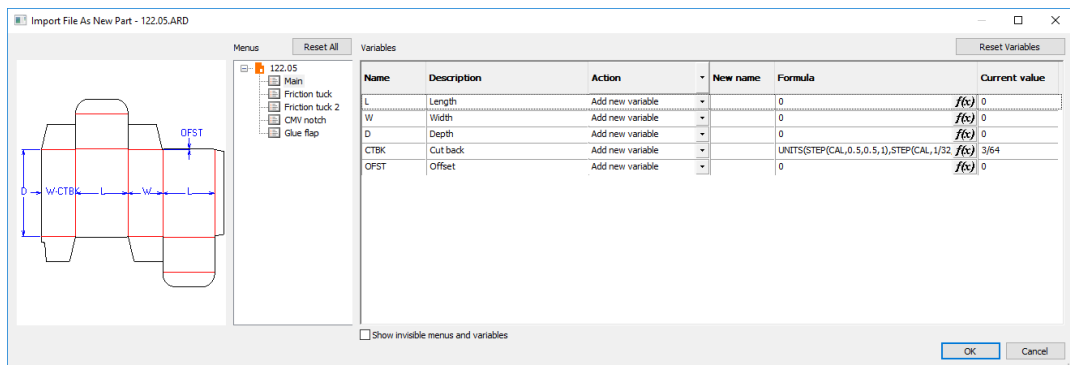 Import File As New Part - 122.05.ARD
Menus
Reset All
Variables
Reset Variables
122.05
Main
Friction tuck
Friction tuck 2
CMV notch
Glue flap
Name Description Action New name Formula Current value
L Length Add new variable 0 f(x) 0
W Width Add new variable 0 f(x) 0
D Depth Add new variable 0 f(x) 0
CTBK Cut back Add new variable UNITS(STEP(CAL,0.5,0.5,1),STEP(CAL,1/32 f(x) 3/64
OFST Offset Add new variable 0 f(x) 0
OFST
D W-CTBK L W L
Show invisible menus and variables
OK Cancel